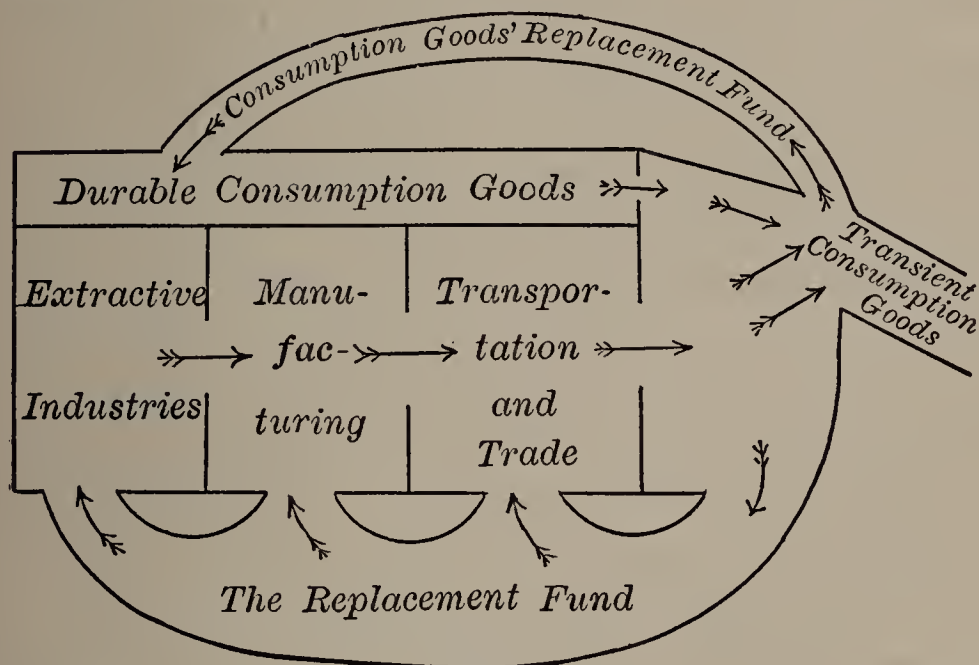 Consumption Goods' Replacement Fund
Durable Consumption Goods
Transient
Consumption
Goods
Extractive
Industries
Manu-
fac-
turing
Transpor-
tation
and
Trade
The Replacement Fund